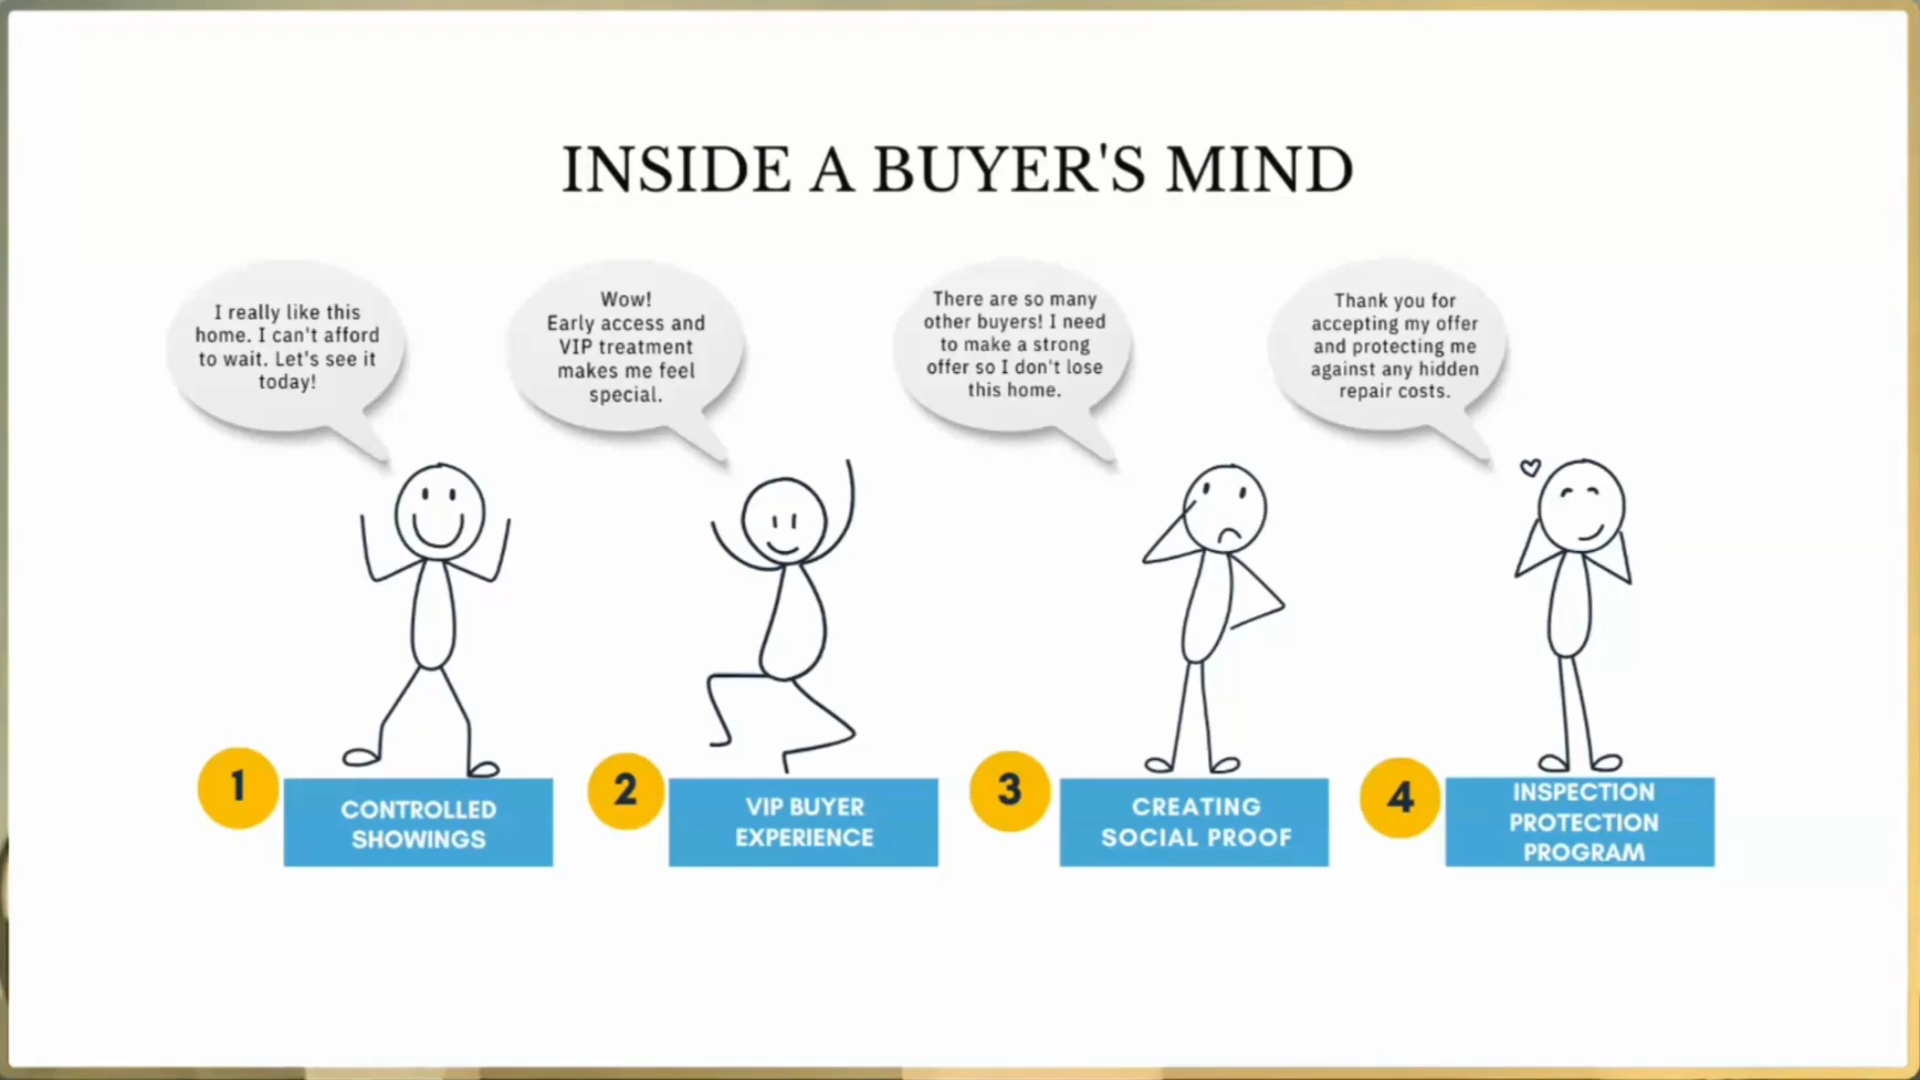 INSIDE A BUYER'S MIND
I really like this
home. I can't afford
to wait. Let's see it
today!
Wow!
Early access and
VIP treatment
makes me feel
special.
There are so many
other buyers! I need
to make a strong
offer so I don't lose
this home.
Thank you for
accepting my offer
and protecting me
against any hidden
repair costs.
1
CONTROLLED
SHOWINGS
2
VIP BUYER
EXPERIENCE
3
CREATING
SOCIAL PROOF
4
INSPECTION
PROTECTION
PROGRAM